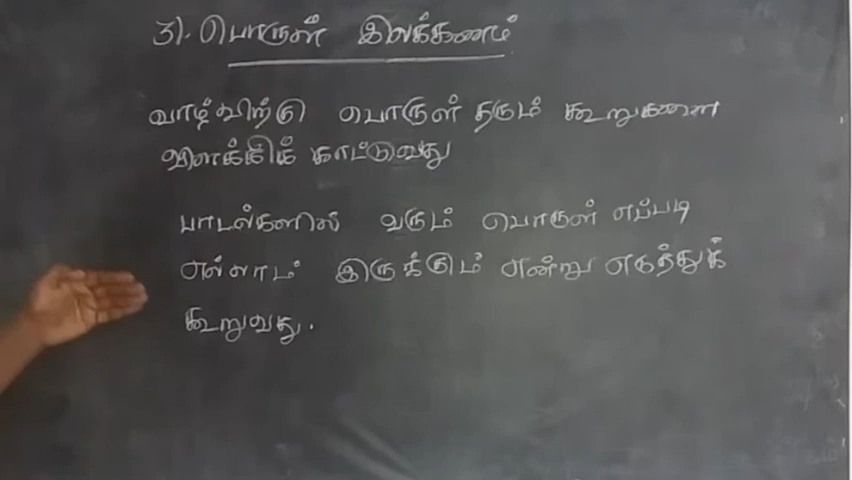 3). பொருள் இலக்கணம்
வாழ்விற்கு பொருள் தரும் கூறுகளை
விளக்கிக் காட்டுவது
பாடல்களில் வரும் பொருள் எப்படி
எல்லாம் இருக்கும் என்று எடுத்துக்
கூறுவது.